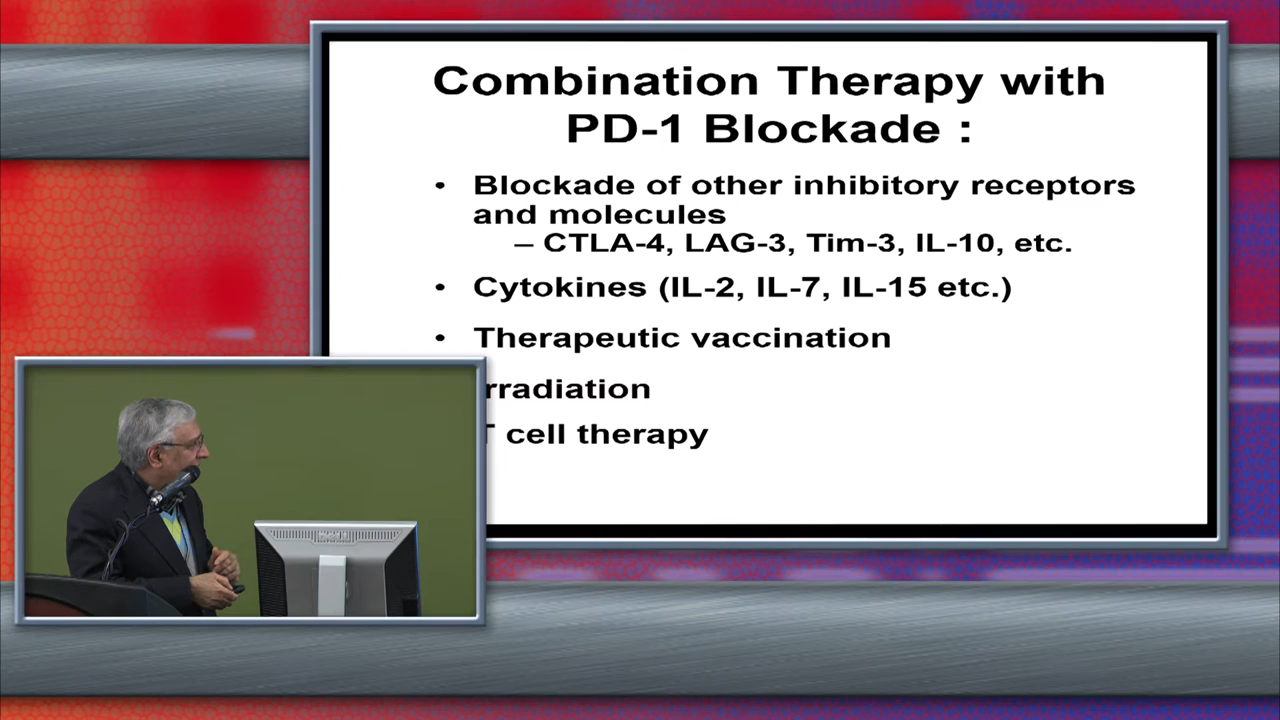 Combination Therapy with
PD-1 Blockade :
• Blockade of other inhibitory receptors
and molecules
– CTLA-4, LAG-3, Tim-3, IL-10, etc.
• Cytokines (IL-2, IL-7, IL-15 etc.)
• Therapeutic vaccination
rradiation
T cell therapy